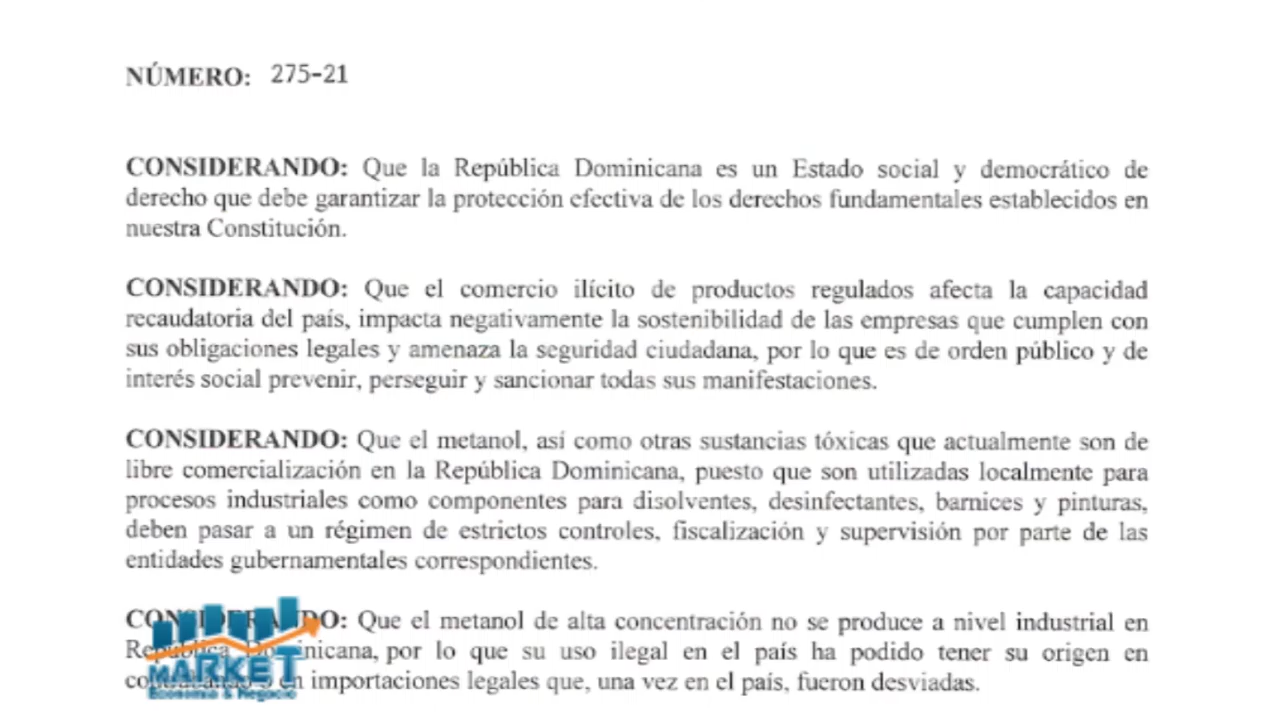 NÚMERO: 275-21
CONSIDERANDO: Que la República Dominicana es un Estado social y democrático de
derecho que debe garantizar la protección efectiva de los derechos fundamentales establecidos en
nuestra Constitución.
CONSIDERANDO: Que el comercio ilícito de productos regulados afecta la capacidad
recaudatoria del país, impacta negativamente la sostenibilidad de las empresas que cumplen con
sus obligaciones legales y amenaza la seguridad ciudadana, por lo que es de orden público y de
interés social prevenir, perseguir y sancionar todas sus manifestaciones.
CONSIDERANDO: Que el metanol, así como otras sustancias tóxicas que actualmente son de
libre comercialización en la República Dominicana, puesto que son utilizadas localmente para
procesos industriales como componentes para disolventes, desinfectantes, barnices y pinturas,
deben pasar a un régimen de estrictos controles, fiscalización y supervisión por parte de las
entidades gubernamentales correspondientes.
CONSIDERANDO: Que el metanol de alta concentración no se produce a nivel industrial en
República Dominicana, por lo que su uso ilegal en el país ha podido tener su origen en
contrabando o en importaciones legales que, una vez en el país, fueron desviadas.
MARKET
Economía & Negocio